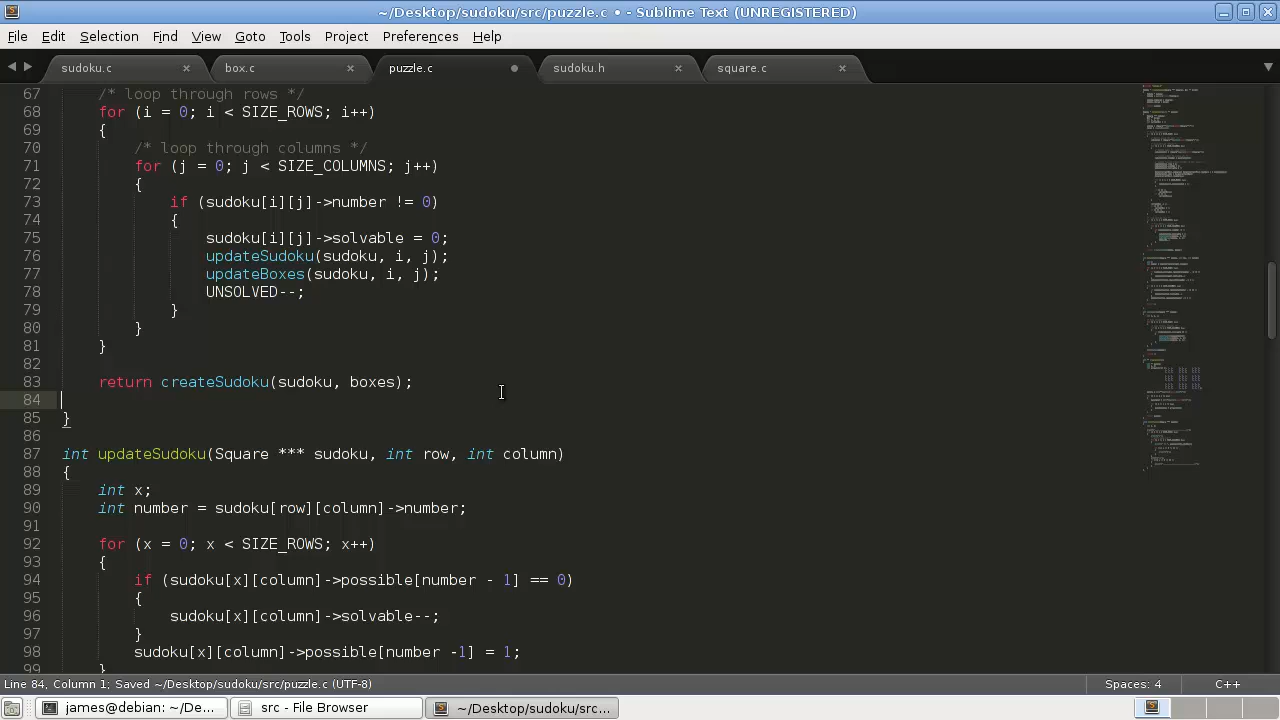 ~/Desktop/sudoku/src/puzzle.c • - Sublime Text (UNREGISTERED)
File Edit Selection Find View Goto Tools Project Preferences Help
sudoku.c box.c puzzle.c sudoku.h square.c
67 /* loop through rows */
68 for (i = 0; i < SIZE_ROWS; i++)
69 {
70 /* loop through columns */
71 for (j = 0; j < SIZE_COLUMNS; j++)
72 {
73 if (sudoku[i][j]->number != 0)
74 {
75 sudoku[i][j]->solvable = 0;
76 updateSudoku(sudoku, i, j);
77 updateBoxes(sudoku, i, j);
78 UNSOLVED--;
79 }
80 }
81 }
82
83 return createSudoku(sudoku, boxes);
84
85 }
86
87 int updateSudoku(Square *** sudoku, int row, int column)
88 {
89 int x;
90 int number = sudoku[row][column]->number;
91
92 for (x = 0; x < SIZE_ROWS; x++)
93 {
94 if (sudoku[x][column]->possible[number - 1] == 0)
95 {
96 sudoku[x][column]->solvable--;
97 }
98 sudoku[x][column]->possible[number -1] = 1;
99 }
Line 84, Column 1; Saved ~/Desktop/sudoku/src/puzzle.c (UTF-8) Spaces: 4 C++
james@debian: ~/De... src - File Browser ~/Desktop/sudoku/src...